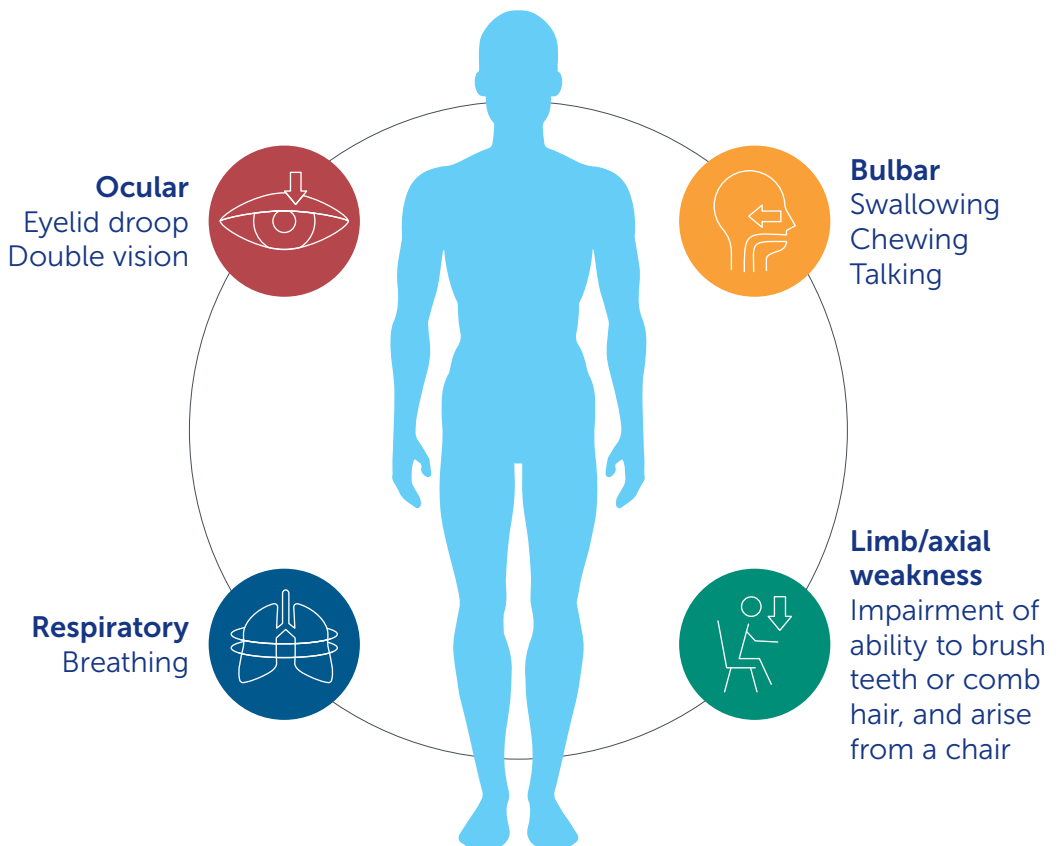 Ocular
Eyelid droop
Double vision
Bulbar
Swallowing
Chewing
Talking
Respiratory
Breathing
Limb/axial
weakness
Impairment of
ability to brush
teeth or comb
hair, and arise
from a chair